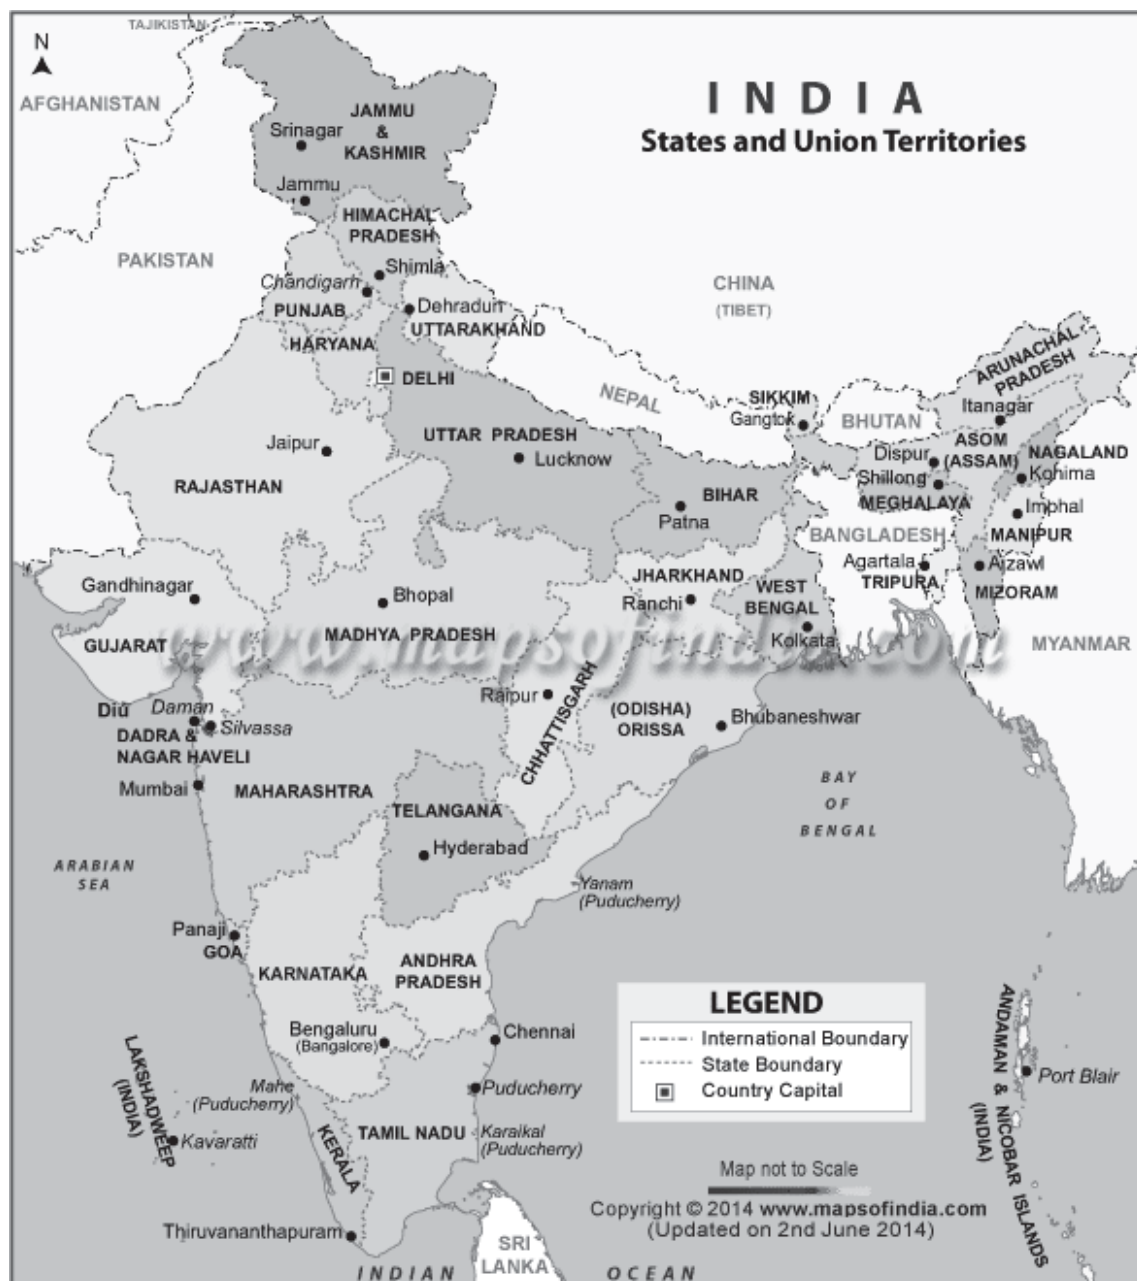 TAJIKISTAN
N
AFGHANISTAN
INDIA
States and Union Territories
JAMMU
&
KASHMIR
Srinagar
Jammu
HIMACHAL
PRADESH
PAKISTAN
Shimla
Chandigarh
PUNJAB
CHINA
(TIBET)
Dehradun
UTTARAKHAND
HARYANA
DELHI
ARUNACHAL
PRADESH
NEPAL
SIKKIM
Gangtok
BHUTAN
Itanagar
Jaipur
UTTAR PRADESH
Lucknow
ASOM
(ASSAM)
Dispur
NAGALAND
Kohima
Shillong
MEGHALAYA
RAJASTHAN
BIHAR
Patna
Imphal
MANIPUR
BANGLADESH
Agartala
TRIPURA
Aizawl
MIZORAM
JHARKHAND
Ranchi
WEST
BENGAL
Kolkata
Gandhinagar
GUJARAT
Bhopal
MADHYA PRADESH
www.mapsofindia.com
MYANMAR
Raipur
CHHATTISGARH
(ODISHA)
ORISSA
Bhubaneshwar
Diu
Daman
Silvassa
DADRA &
NAGAR HAVELI
Mumbai
MAHARASHTRA
TELANGANA
Hyderabad
BAY
OF
BENGAL
ARABIAN
SEA
Yanam
(Puducherry)
Panaji
GOA
KARNATAKA
ANDHRA
PRADESH
Bengaluru
(Bangalore)
Chennai
LEGEND
International Boundary
State Boundary
Country Capital
ANDAMAN & NICOBAR ISLANDS
(INDIA)
Port Blair
LAKSHADWEEP
(INDIA)
Kavaratti
Mahe
(Puducherry)
Puducherry
KERALA
TAMIL NADU
Karaikal
(Puducherry)
Thiruvananthapuram
Map not to Scale
Copyright © 2014 www.mapsofindia.com
(Updated on 2nd June 2014)
SRI
LANKA
INDIAN OCEAN